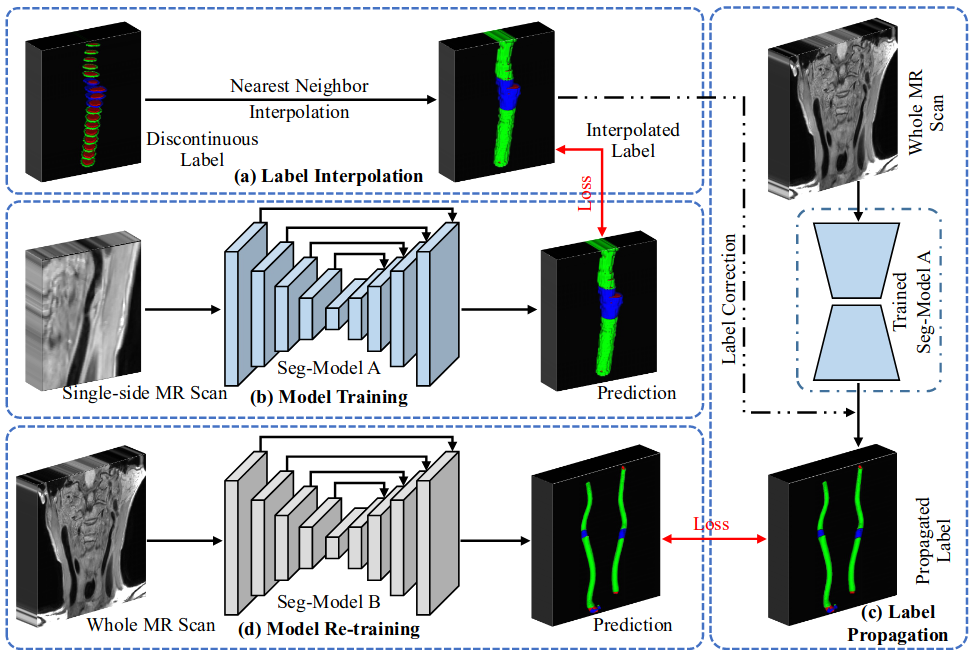 Nearest Neighbor
Interpolation
Discontinuous
Label
Interpolated
Label
(a) Label Interpolation
Loss
Single-side MR Scan
Seg-Model A
(b) Model Training
Prediction
Whole MR Scan
Seg-Model B
(d) Model Re-training
Prediction
Loss
Whole MR
Scan
Label Correction
Trained
Seg-Model A
Propagated
Label
(c) Label
Propagation